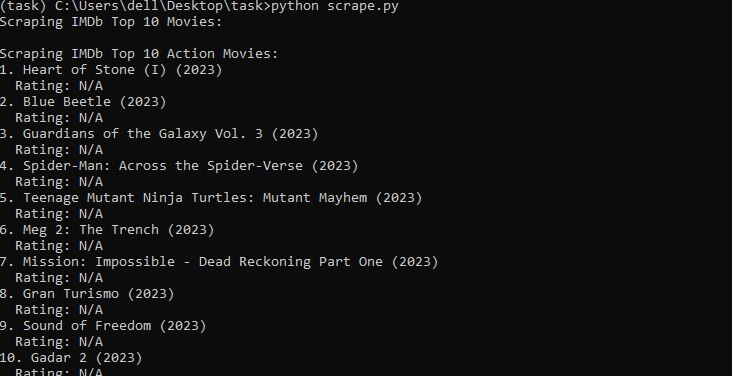 (task) C:\Users\dell\Desktop\task>python scrape.py
Scraping IMDb Top 10 Movies:
Scraping IMDb Top 10 Action Movies:
1. Heart of Stone (I) (2023)
Rating: N/A
2. Blue Beetle (2023)
Rating: N/A
3. Guardians of the Galaxy Vol. 3 (2023)
Rating: N/A
4. Spider-Man: Across the Spider-Verse (2023)
Rating: N/A
5. Teenage Mutant Ninja Turtles: Mutant Mayhem (2023)
Rating: N/A
6. Meg 2: The Trench (2023)
Rating: N/A
7. Mission: Impossible - Dead Reckoning Part One (2023)
Rating: N/A
8. Gran Turismo (2023)
Rating: N/A
9. Sound of Freedom (2023)
Rating: N/A
10. Gadar 2 (2023)
Rating: N/A